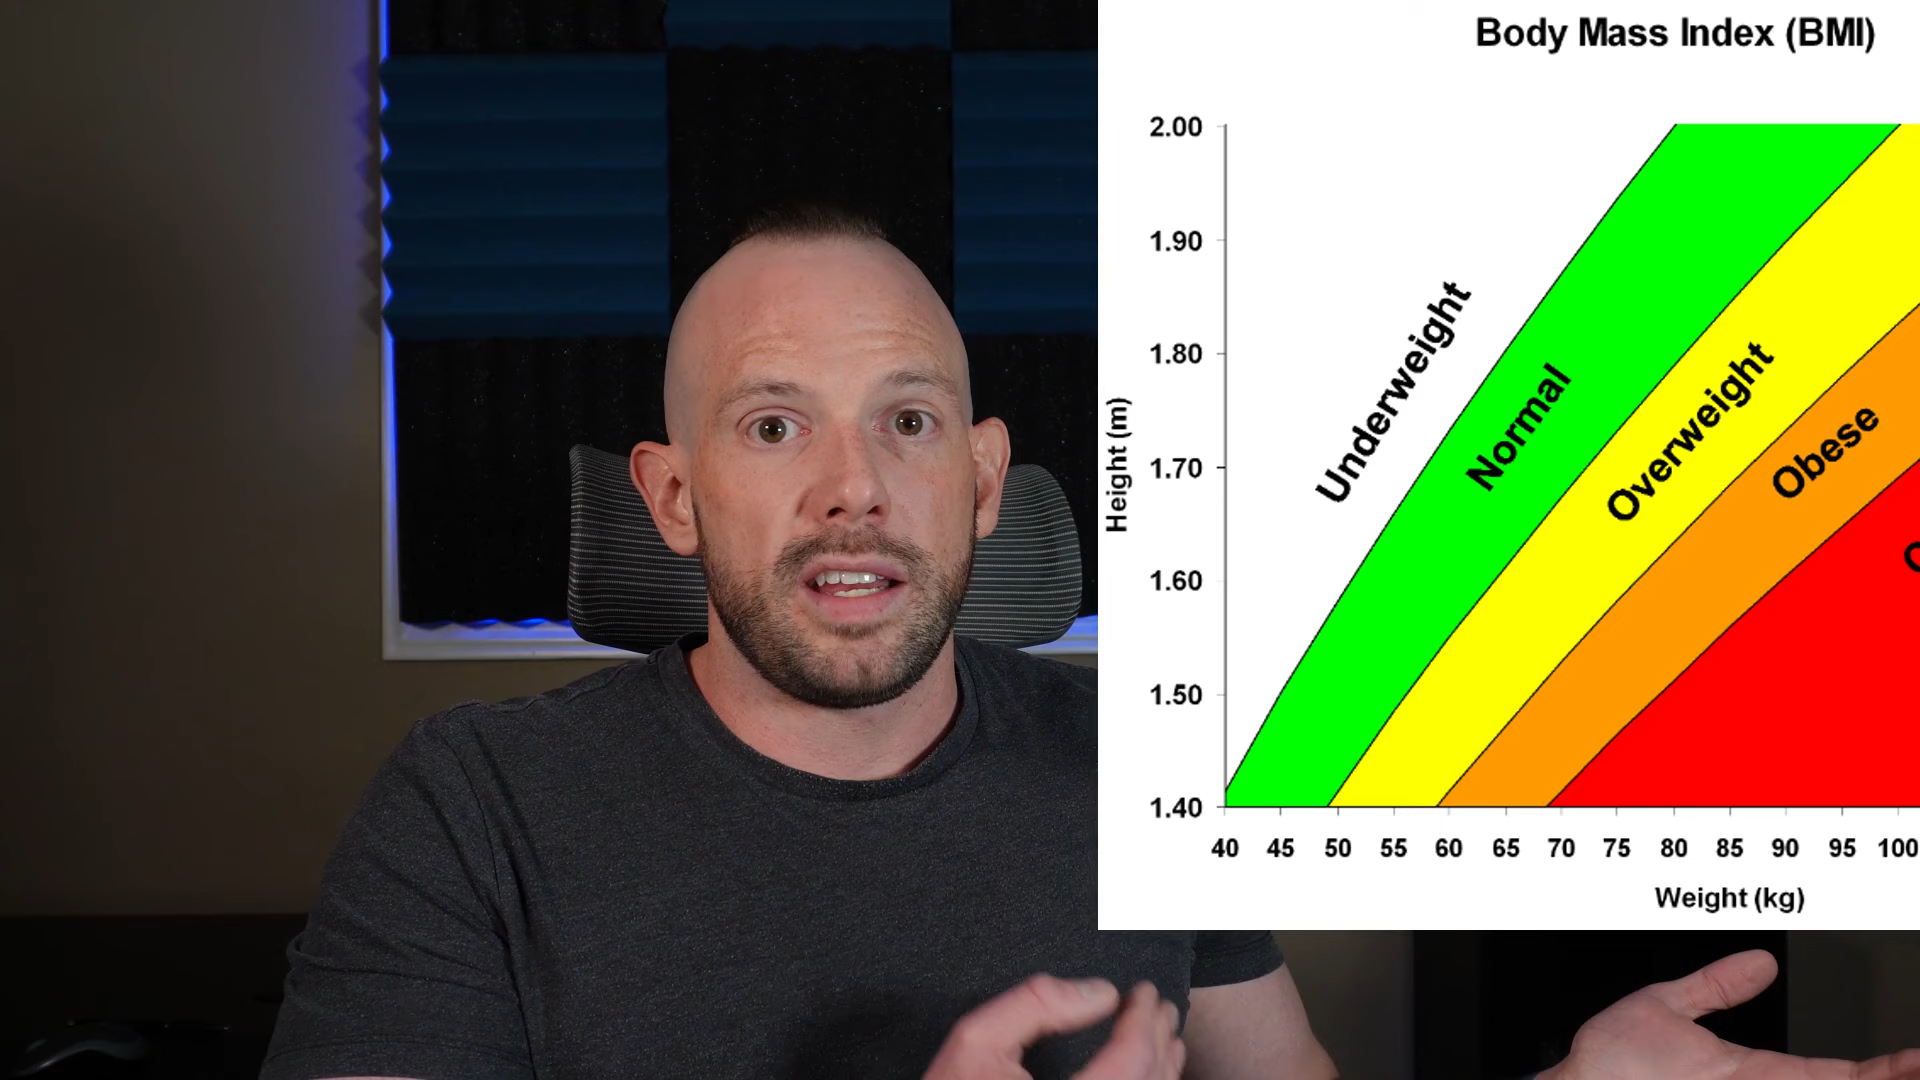 Body Mass Index (BMI)
2.00
1.90
1.80
1.70
1.60
1.50
1.40
Height (m)
Underweight
Normal
Overweight
Obese
40 45 50 55 60 65 70 75 80 85 90 95 100
Weight (kg)